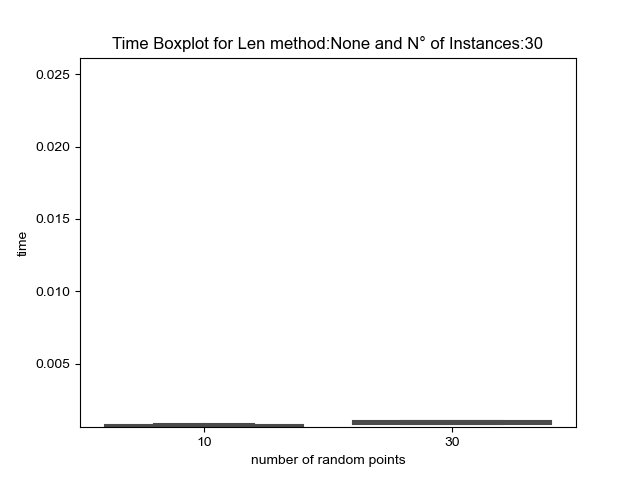 Time Boxplot for Len method:None and N° of Instances:30
0.025
0.020
0.015
0.010
0.005
time
10 30
number of random points